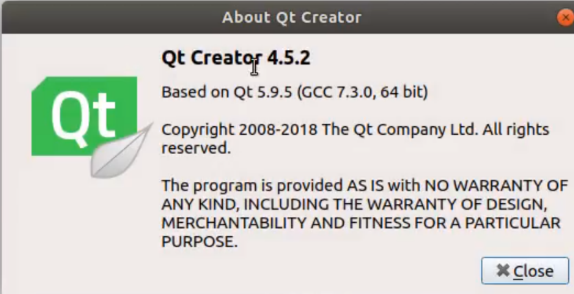 About Qt Creator
Qt Creator 4.5.2
Qt
Based on Qt 5.9.5 (GCC 7.3.0, 64 bit)
Copyright 2008-2018 The Qt Company Ltd. All rights
reserved.
The program is provided AS IS with NO WARRANTY OF
ANY KIND, INCLUDING THE WARRANTY OF DESIGN,
MERCHANTABILITY AND FITNESS FOR A PARTICULAR
PURPOSE.
Close